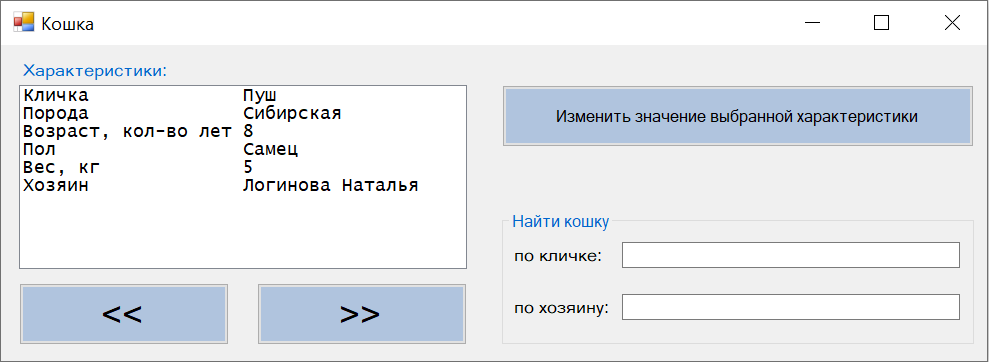 Кошка
Характеристики:
Кличка Пуш
Порода Сибирская
Возраст, кол-во лет 8
Пол Самец
Вес, кг 5
Хозяин Логинова Наталья
<< >>
Изменить значение выбранной характеристики
Найти кошку
по кличке:
по хозяину: